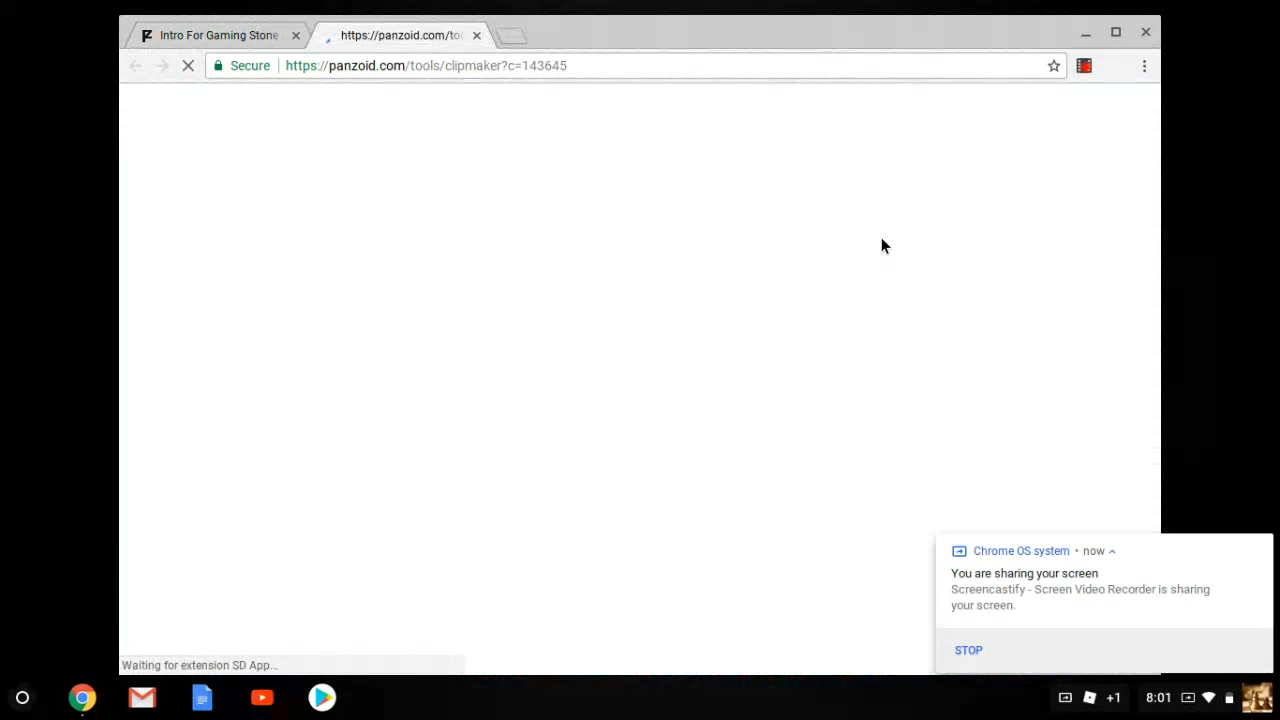 Intro For Gaming Stone
https://panzoid.com/too
Secure
https://panzoid.com/tools/clipmaker?c=143645
Chrome OS system • now
You are sharing your screen
Screencastify - Screen Video Recorder is sharing
your screen.
STOP
Waiting for extension SD App...
+1
8:01